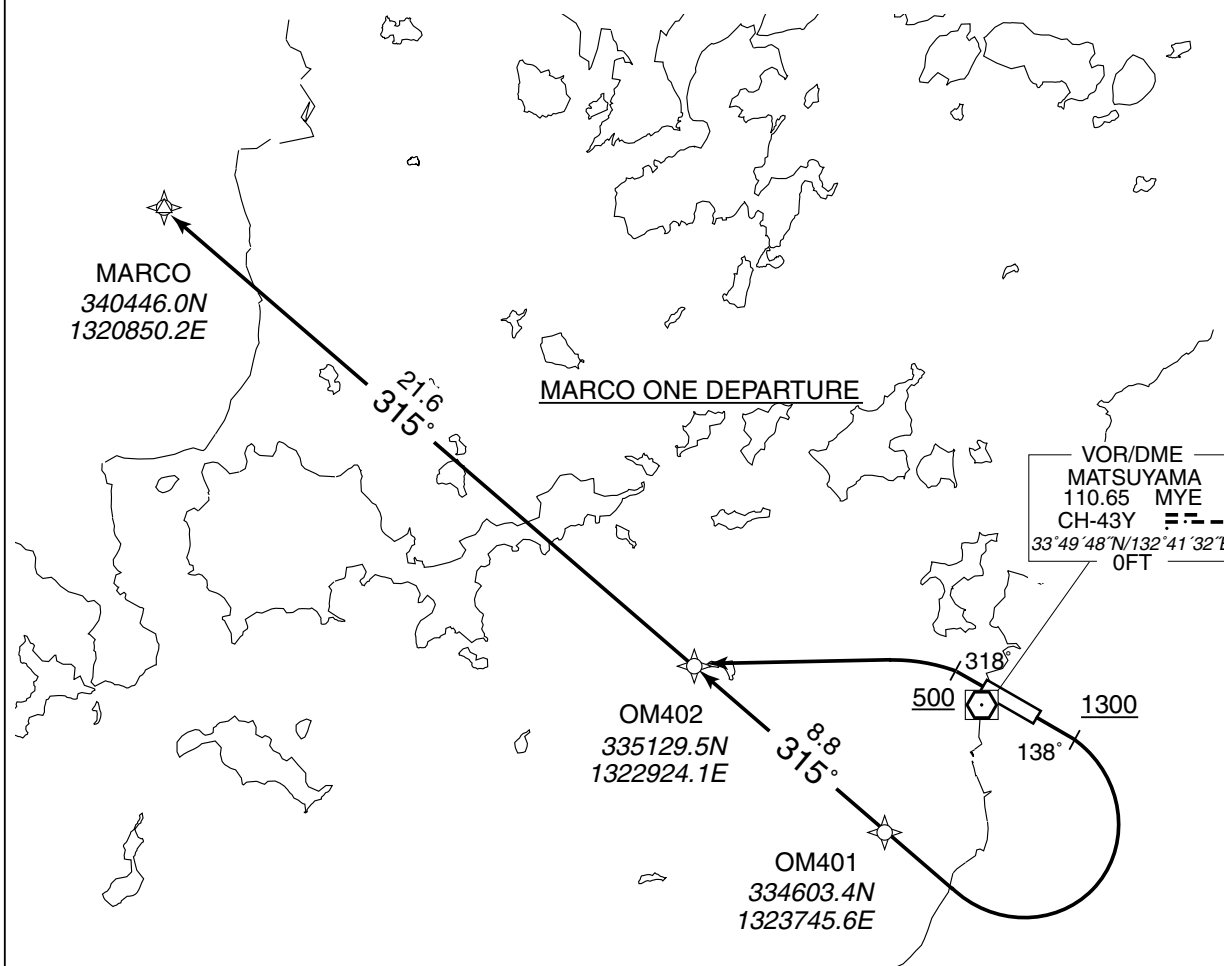 MARCO
340446.0N
1320850.2E
21.6
315°
MARCO ONE DEPARTURE
VOR/DME
MATSUYAMA
110.65 MYE
CH-43Y
33°49´48˝N/132°41´32˝E
0FT
318°
500
1300
138°
OM402
335129.5N
1322924.1E
8.8
315°
OM401
334603.4N
1323745.6E